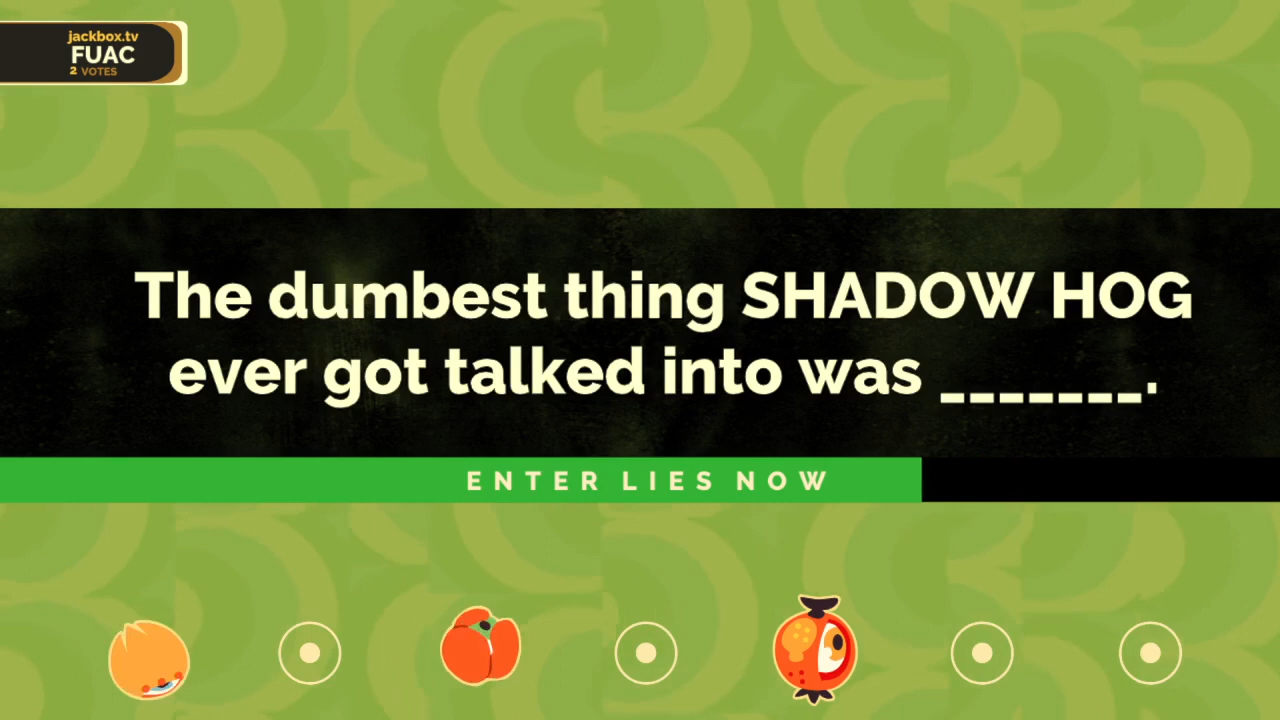 jackbox.tv
FUAC
2 VOTES
The dumbest thing SHADOW HOG
ever got talked into was _______.
ENTER LIES NOW